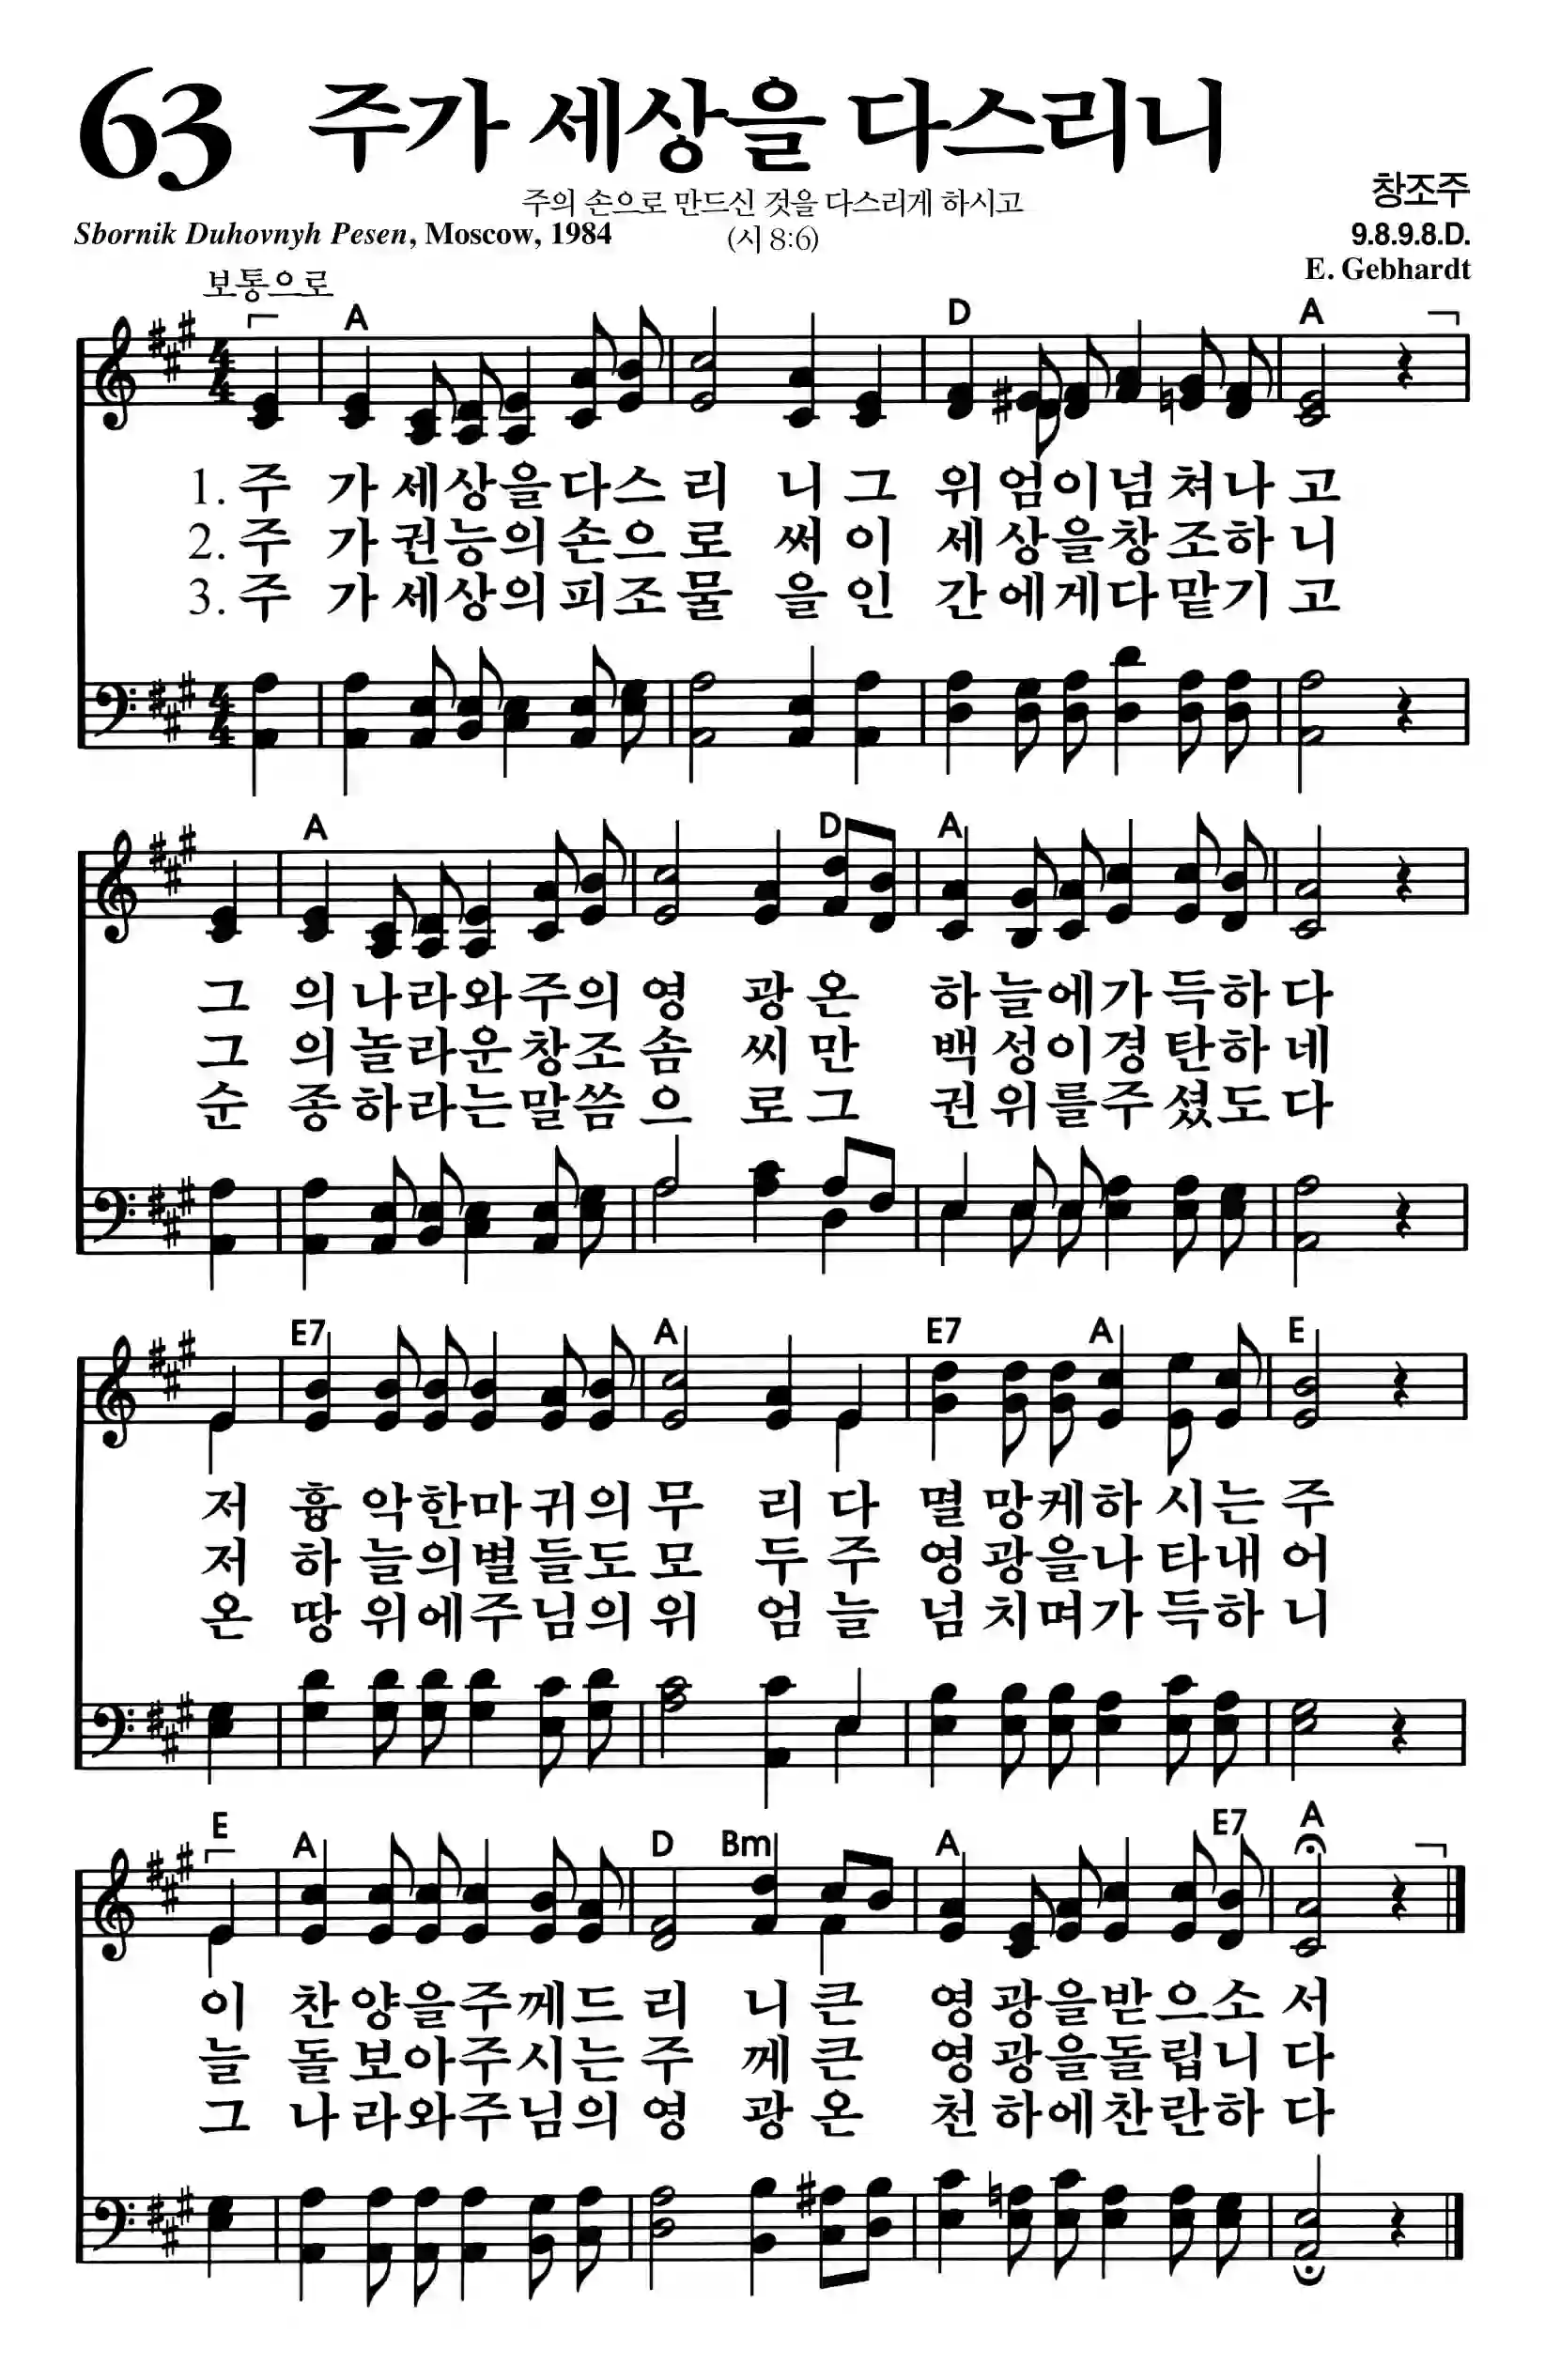 63 주가 세상을 다스리니
주의 손으로 만드신 것을 다스리게 하시고
창조주
Sbornik Duhovnyh Pesen, Moscow, 1984
(시 8:6)
9.8.9.8.D.
E. Gebhardt
보통으로
A D A
1. 주 가 세상을다스 리 니 그 위 엄이넘 쳐나 고
2. 주 가 권능의손으 로 써 이 세 상을창 조하 니
3. 주 가 세상의피조 물 을 인 간 에게다 맡기 고
A D A
그 의 나라와주의 영 광 온 하 늘에가 득하 다
그 의 놀라운창조 솜 씨 만 백 성이경 탄하 네
순 종 하라는말씀 으 로 그 권 위를주 셨도 다
E7 A E7 A E
저 흉 악한마귀의 무 리 다 멸 망케하 시는 주
저 하 늘의별들도 모 두 주 영 광을나 타내 어
온 땅 위에주님의 위 엄 늘 넘 치며가 득하 니
E A D Bm A E7 A
이 찬 양을주께드 리 니 큰 영 광을받 으소 서
늘 돌 보아주시는 주 께 큰 영 광을돌 립니 다
그 나 라와주님의 영 광 온 천 하에찬 란하 다